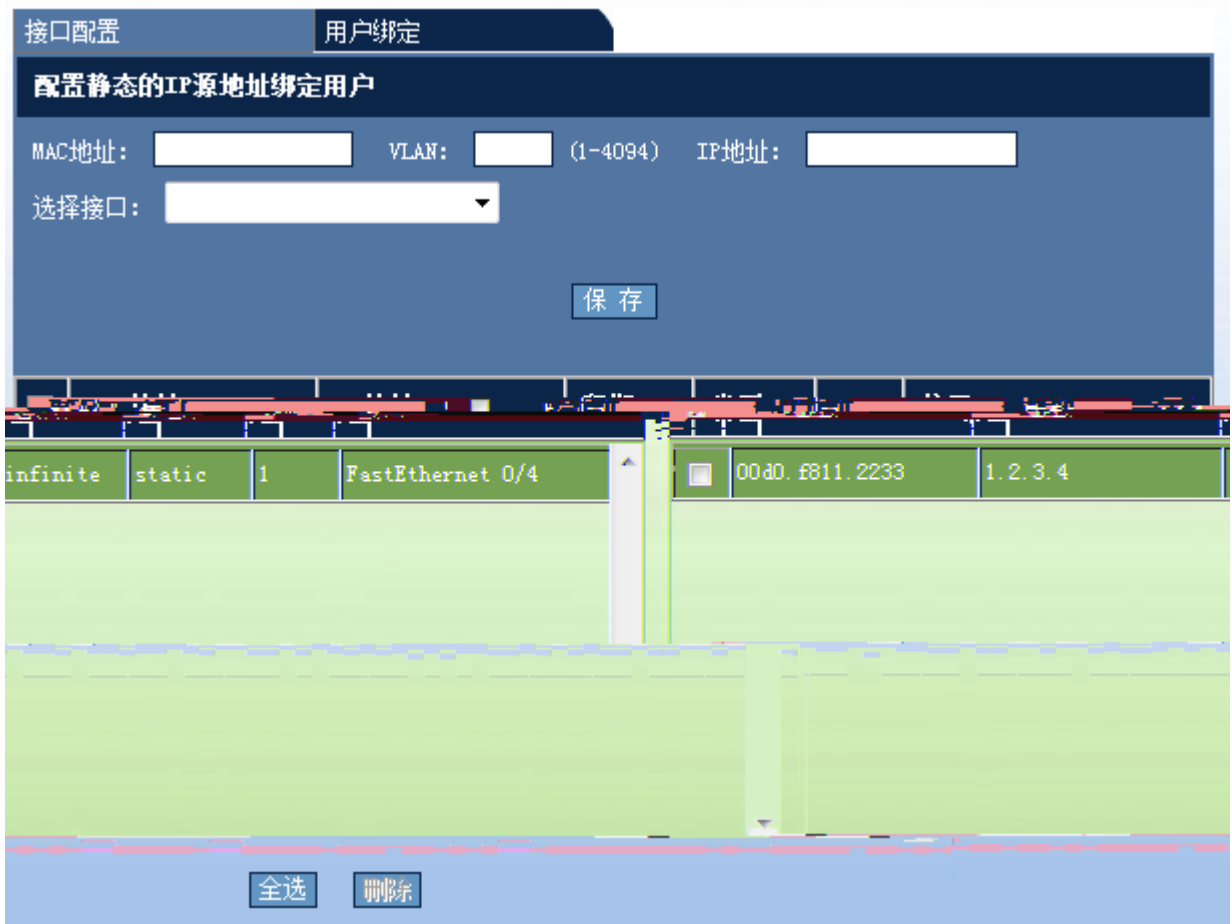 接口配置 用户绑定
配置静态的IP源地址绑定用户
MAC地址: VLAN: (1-4094) IP地址:
选择接口:
保 存
infinite static 1 FastEthernet 0/4 00d0.f811.2233 1.2.3.4
全选 删除